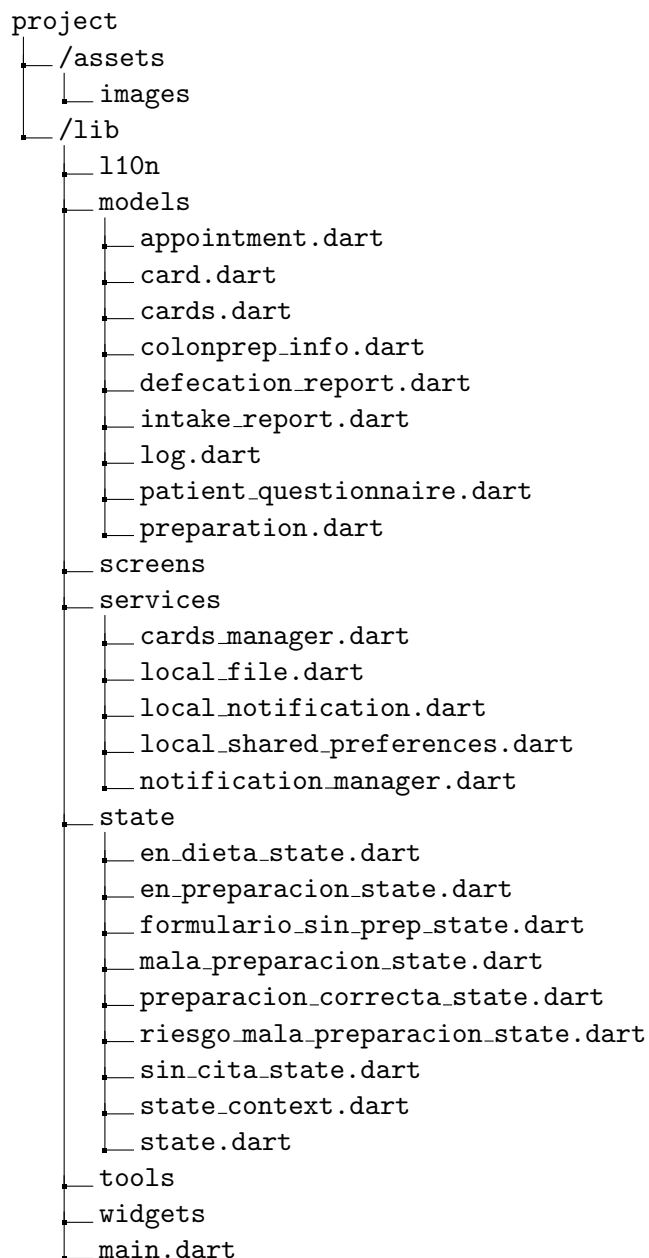 project
/assets
images
/lib
l10n
models
appointment.dart
card.dart
cards.dart
colonprep_info.dart
defecation_report.dart
intake_report.dart
log.dart
patient_questionnaire.dart
preparation.dart
screens
services
cards_manager.dart
local_file.dart
local_notification.dart
local_shared_preferences.dart
notification_manager.dart
state
en_dieta_state.dart
en_preparacion_state.dart
formulario_sin_prep_state.dart
mala_preparacion_state.dart
preparacion_correcta_state.dart
riesgo_mala_preparacion_state.dart
sin_cita_state.dart
state_context.dart
state.dart
tools
widgets
main.dart